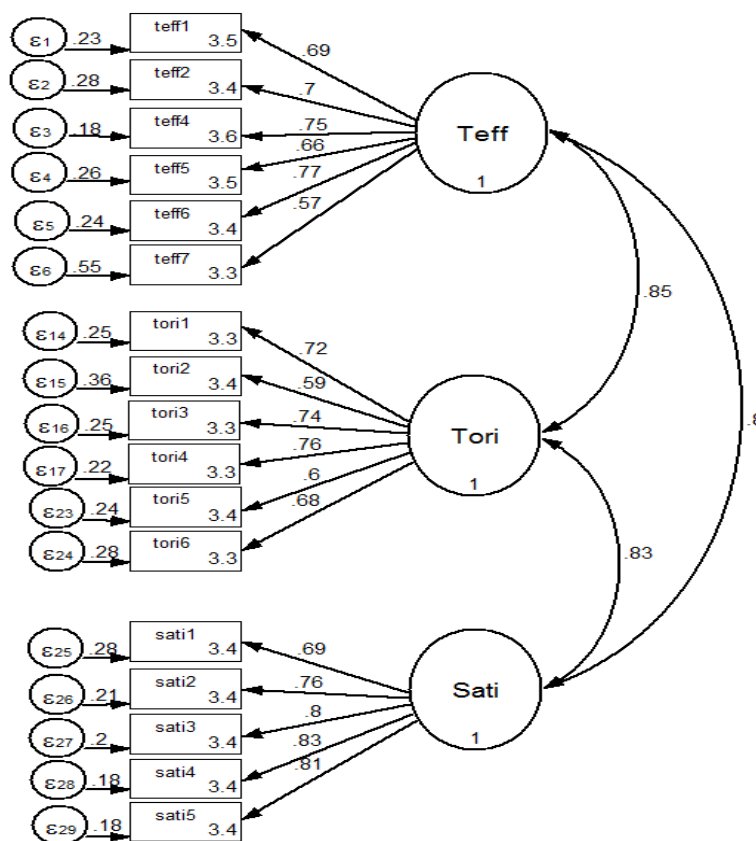 ε1 .23 teff1 3.5
ε2 .28 teff2 3.4
ε3 .18 teff4 3.6
ε4 .26 teff5 3.5
ε5 .24 teff6 3.4
ε6 .55 teff7 3.3
.69
.7
.75
.66
.77
.57
Teff
1
.85
ε14 .25 tori1 3.3
ε15 .36 tori2 3.4
ε16 .25 tori3 3.3
ε17 .22 tori4 3.3
ε23 .24 tori5 3.4
ε24 .28 tori6 3.3
.72
.59
.74
.76
.6
.68
Tori
1
.83
ε25 .28 sati1 3.4
ε26 .21 sati2 3.4
ε27 .2 sati3 3.4
ε28 .18 sati4 3.4
ε29 .18 sati5 3.4
.69
.76
.8
.83
.81
Sati
1